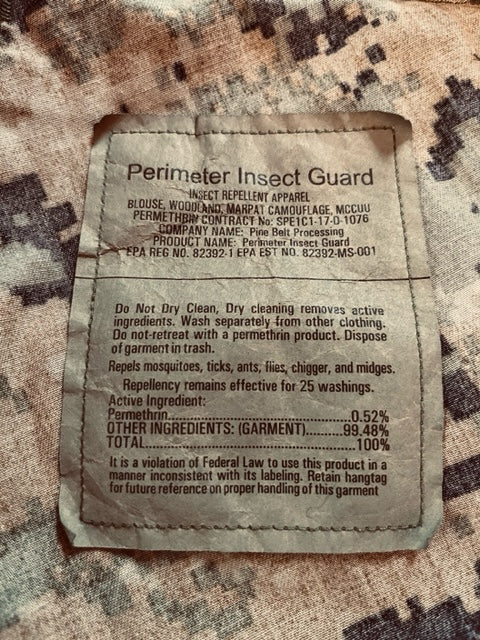 Perimeter Insect Guard
INSECT REPELLENT APPAREL
BLOUSE, WOODLAND, MARPAT CAMOUFLAGE, MCCUU
PERMETHRIN CONTRACT No: SPE1C1-17-D-1076
COMPANY NAME: Pine Belt Processing
PRODUCT NAME: Perimeter Insect Guard
EPA REG NO. 82392-1 EPA EST NO. 82392-MS-001
Do Not Dry Clean, Dry cleaning removes active
ingredients. Wash separately from other clothing.
Do not-retreat with a permethrin product. Dispose
of garment in trash.
Repels mosquitoes, ticks, ants, flies, chigger, and midges.
Repellency remains effective for 25 washings.
Active Ingredient:
Permethrin..............................0.52%
OTHER INGREDIENTS: (GARMENT).........99.48%
TOTAL...................................100%
It is a violation of Federal Law to use this product in a
manner inconsistent with its labeling. Retain hangtag
for future reference on proper handling of this garment